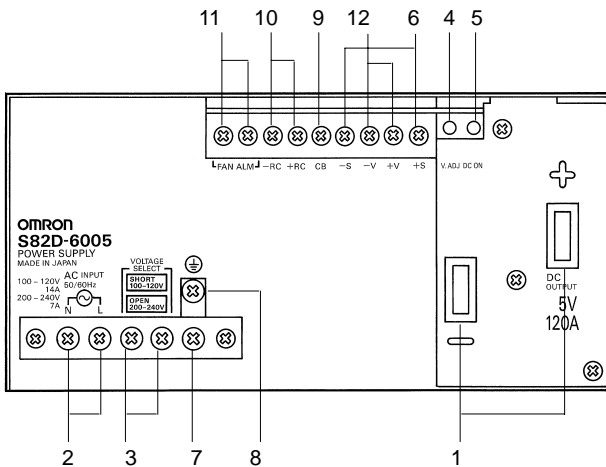 11 10 9 12 6 4 5
FAN ALM −RC +RC CB −S −V +V +S V. ADJ DC ON
OMRON
S82D-6005
POWER SUPPLY
MADE IN JAPAN
100 – 120V
14A
200 – 240V
7A
AC INPUT
50/60Hz
N L
VOLTAGE
SELECT
SHORT
100–120V
OPEN
200–240V
DC
OUTPUT
5V
120A
2 3 7 8 1